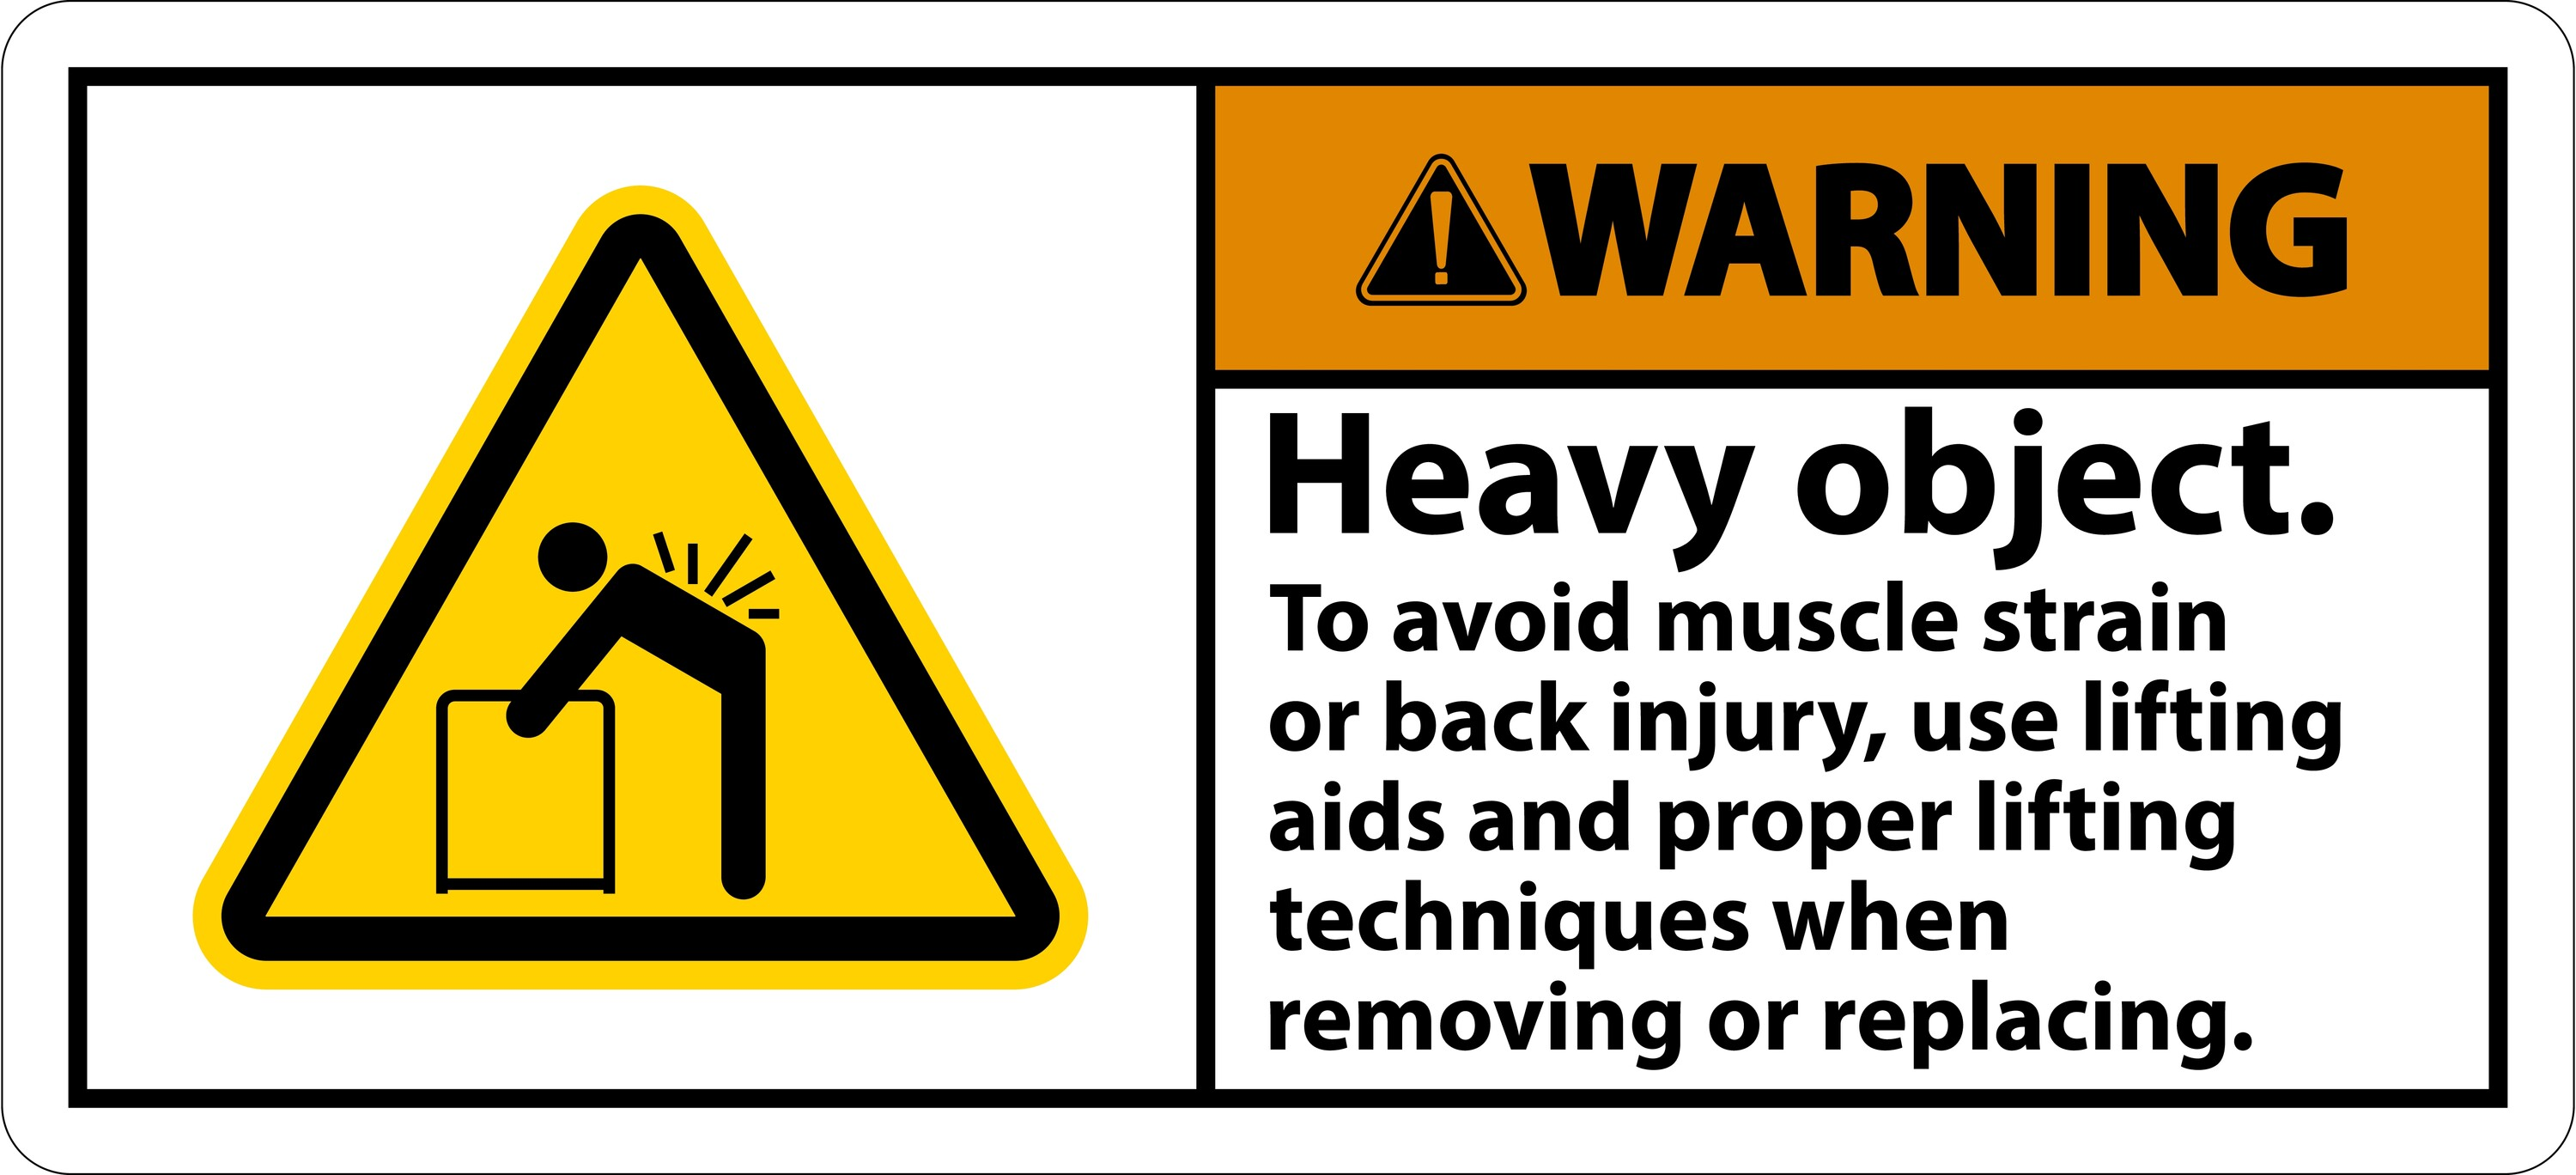 WARNING
Heavy object.
To avoid muscle strain
or back injury, use lifting
aids and proper lifting
techniques when
removing or replacing.